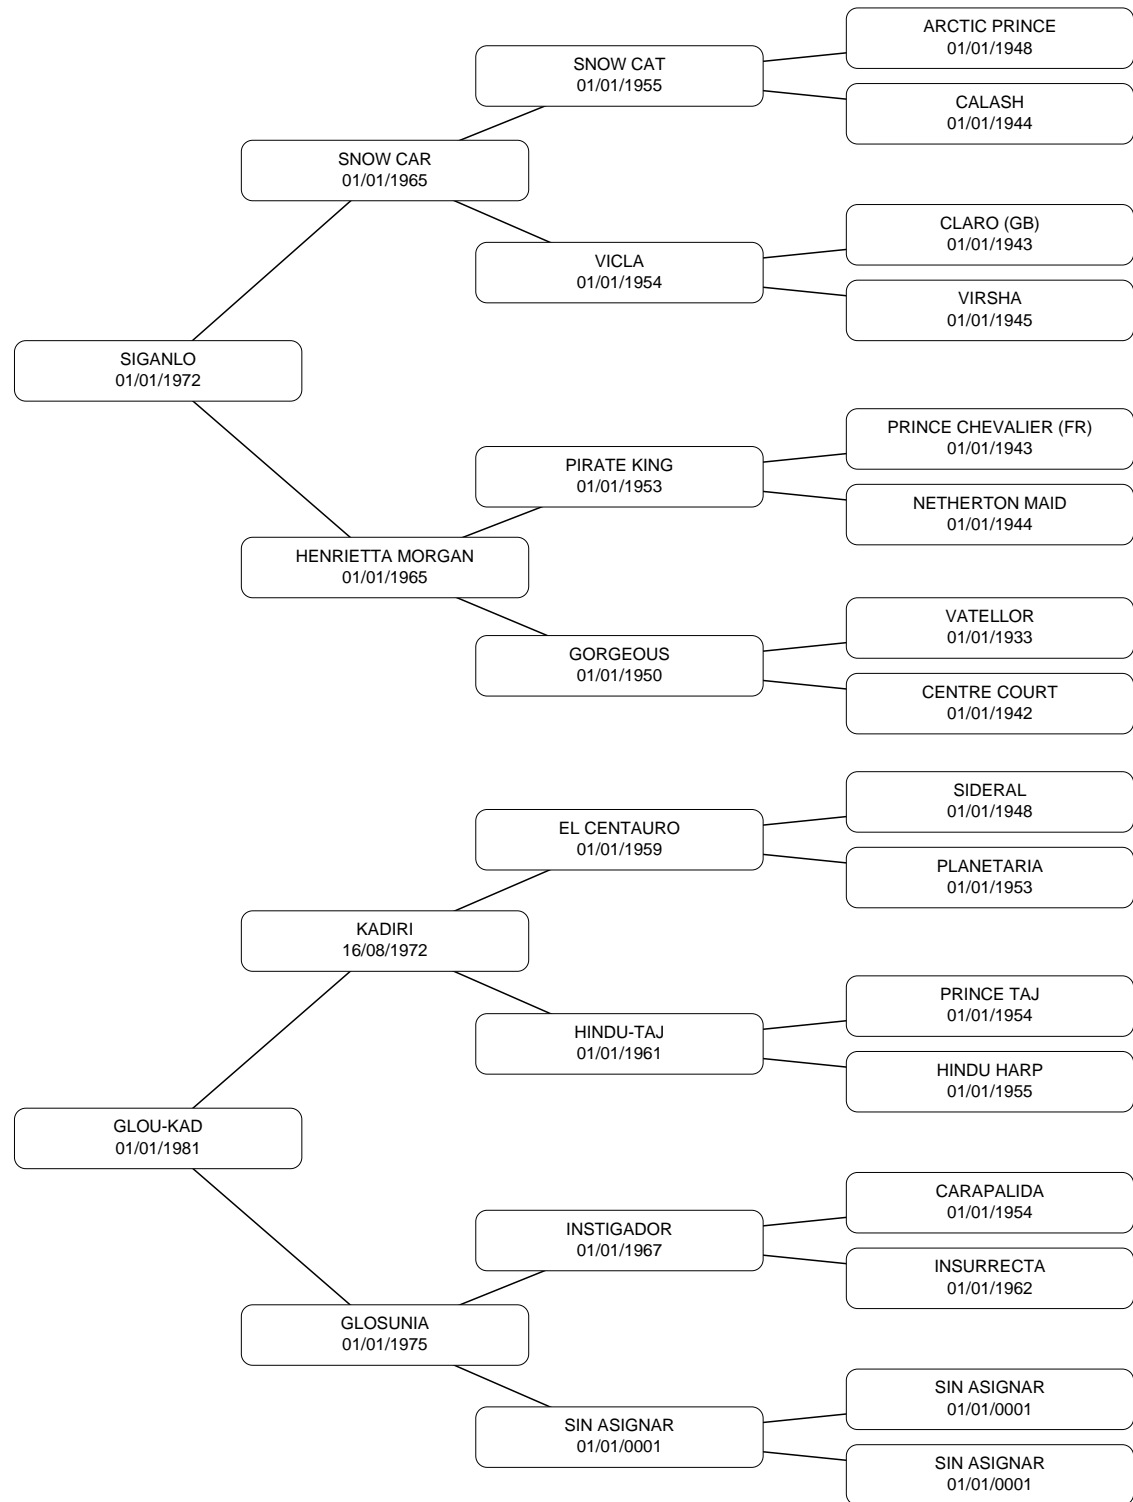 ARCTIC PRINCE
01/01/1948
SNOW CAT
01/01/1955
CALASH
01/01/1944
SNOW CAR
01/01/1965
CLARO (GB)
01/01/1943
VICLA
01/01/1954
VIRSHA
01/01/1945
SIGANLO
01/01/1972
PRINCE CHEVALIER (FR)
01/01/1943
PIRATE KING
01/01/1953
NETHERTON MAID
01/01/1944
HENRIETTA MORGAN
01/01/1965
VATELLOR
01/01/1933
GORGEOUS
01/01/1950
CENTRE COURT
01/01/1942
SIDERAL
01/01/1948
EL CENTAURO
01/01/1959
PLANETARIA
01/01/1953
KADIRI
16/08/1972
PRINCE TAJ
01/01/1954
HINDU-TAJ
01/01/1961
HINDU HARP
01/01/1955
GLOU-KAD
01/01/1981
CARAPALIDA
01/01/1954
INSTIGADOR
01/01/1967
INSURRECTA
01/01/1962
GLOSUNIA
01/01/1975
SIN ASIGNAR
01/01/0001
SIN ASIGNAR
01/01/0001
SIN ASIGNAR
01/01/0001